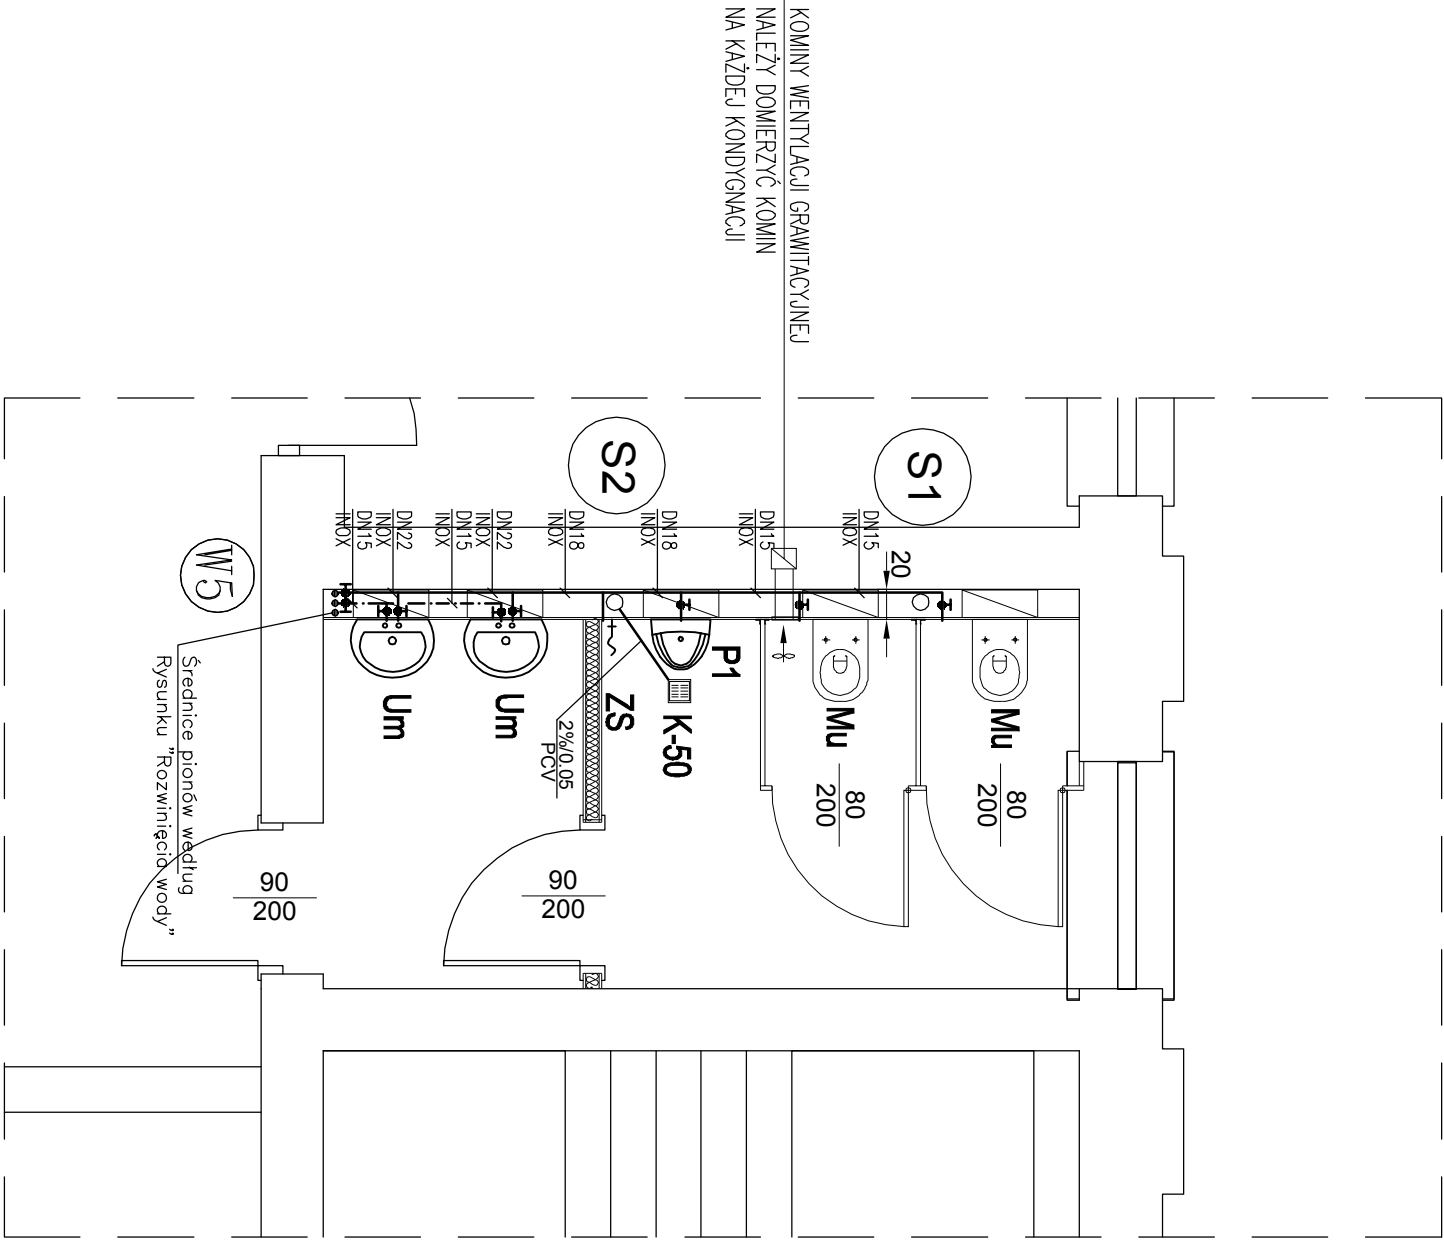 KOMINY WENTYLACJI GRAWITACYJNEJ
NALEŻY DOMIERZYĆ KOMIN
NA KAŻDEJ KONDYGNACJI
S1
S2
W5
DN15
INOX
DN15
INOX
DN18
INOX
DN18
INOX
DN22
INOX
DN15
INOX
DN22
INOX
DN15
INOX
20
Mu
80
200
Mu
80
200
P1
K-50
ZS
2%/0.05
PCV
Um
Um
90
200
90
200
Średnice pionów według
Rysunku "Rozwinięcia wody"